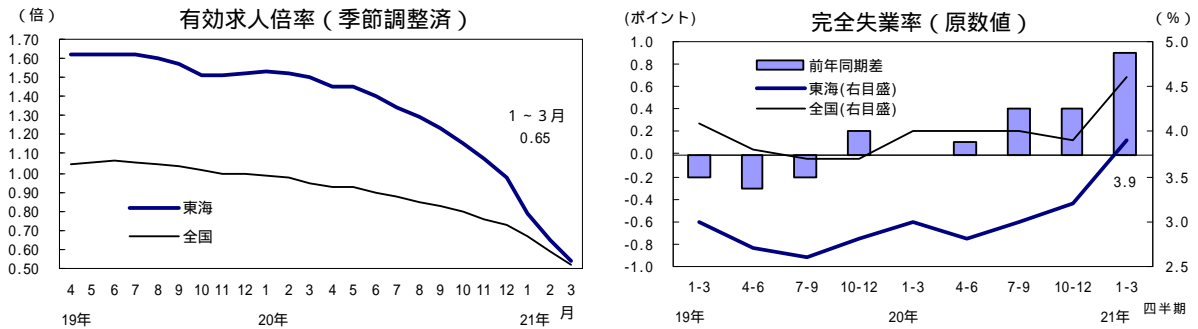 （倍）
有効求人倍率（季節調整済）
1.70
1.60
1.50
1.40
1.30
1.20
1.10
1.00
0.90
0.80
0.70
0.60
0.50
1～3月
0.65
東海
全国
4 5 6 7 8 9 10 11 12 1 2 3 4 5 6 7 8 9 10 11 12 1 2 3
19年 20年 21年 月
(ポイント)
完全失業率（原数値）
（％）
1.0
0.8
0.6
0.4
0.2
0.0
-0.2
-0.4
-0.6
-0.8
-1.0
前年同期差
東海(右目盛)
全国(右目盛)
3.9
5.0
4.5
4.0
3.5
3.0
2.5
1-3 4-6 7-9 10-12 1-3 4-6 7-9 10-12 1-3
19年 20年 21年 四半期